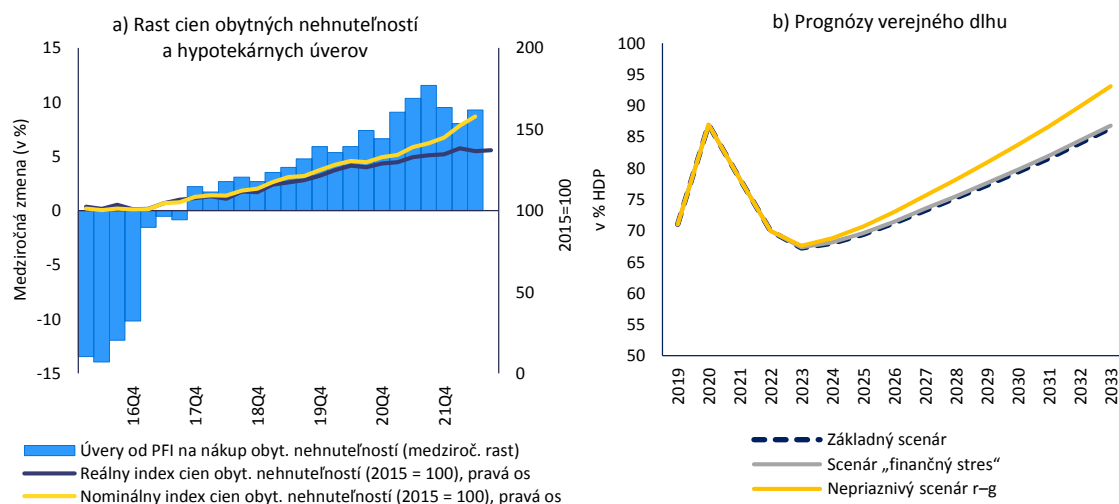 a) Rast cien obytných nehnuteľností
a hypotekárnych úverov
15
10
5
0
-5
-10
-15
Medziročná zmena (v %)
200
150
100
50
0
2015=100
16Q4
17Q4
18Q4
19Q4
20Q4
21Q4
Úvery od PFI na nákup obyt. nehnuteľností (medziroč. rast)
Reálny index cien obyt. nehnuteľností (2015 = 100), pravá os
Nominálny index cien obyt. nehnuteľností (2015 = 100), pravá os
b) Prognózy verejného dlhu
100
95
90
85
80
75
70
65
60
55
50
v % HDP
2019
2020
2021
2022
2023
2024
2025
2026
2027
2028
2029
2030
2031
2032
2033
Základný scenár
Scenár „finančný stres“
Nepriaznivý scenár r–g